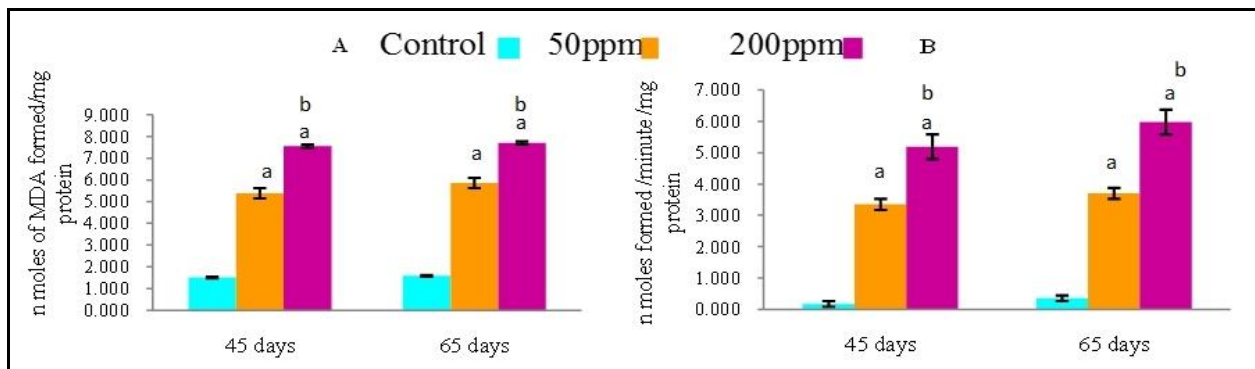 A Control 50ppm 200ppm B
n moles of MDA formed/mg
protein
9.000
8.000
7.000
6.000
5.000
4.000
3.000
2.000
1.000
0.000
a
b
a
a
b
a
45 days 65 days
n moles formed /minute /mg
protein
7.000
6.000
5.000
4.000
3.000
2.000
1.000
0.000
a
b
a
a
b
a
45 days 65 days